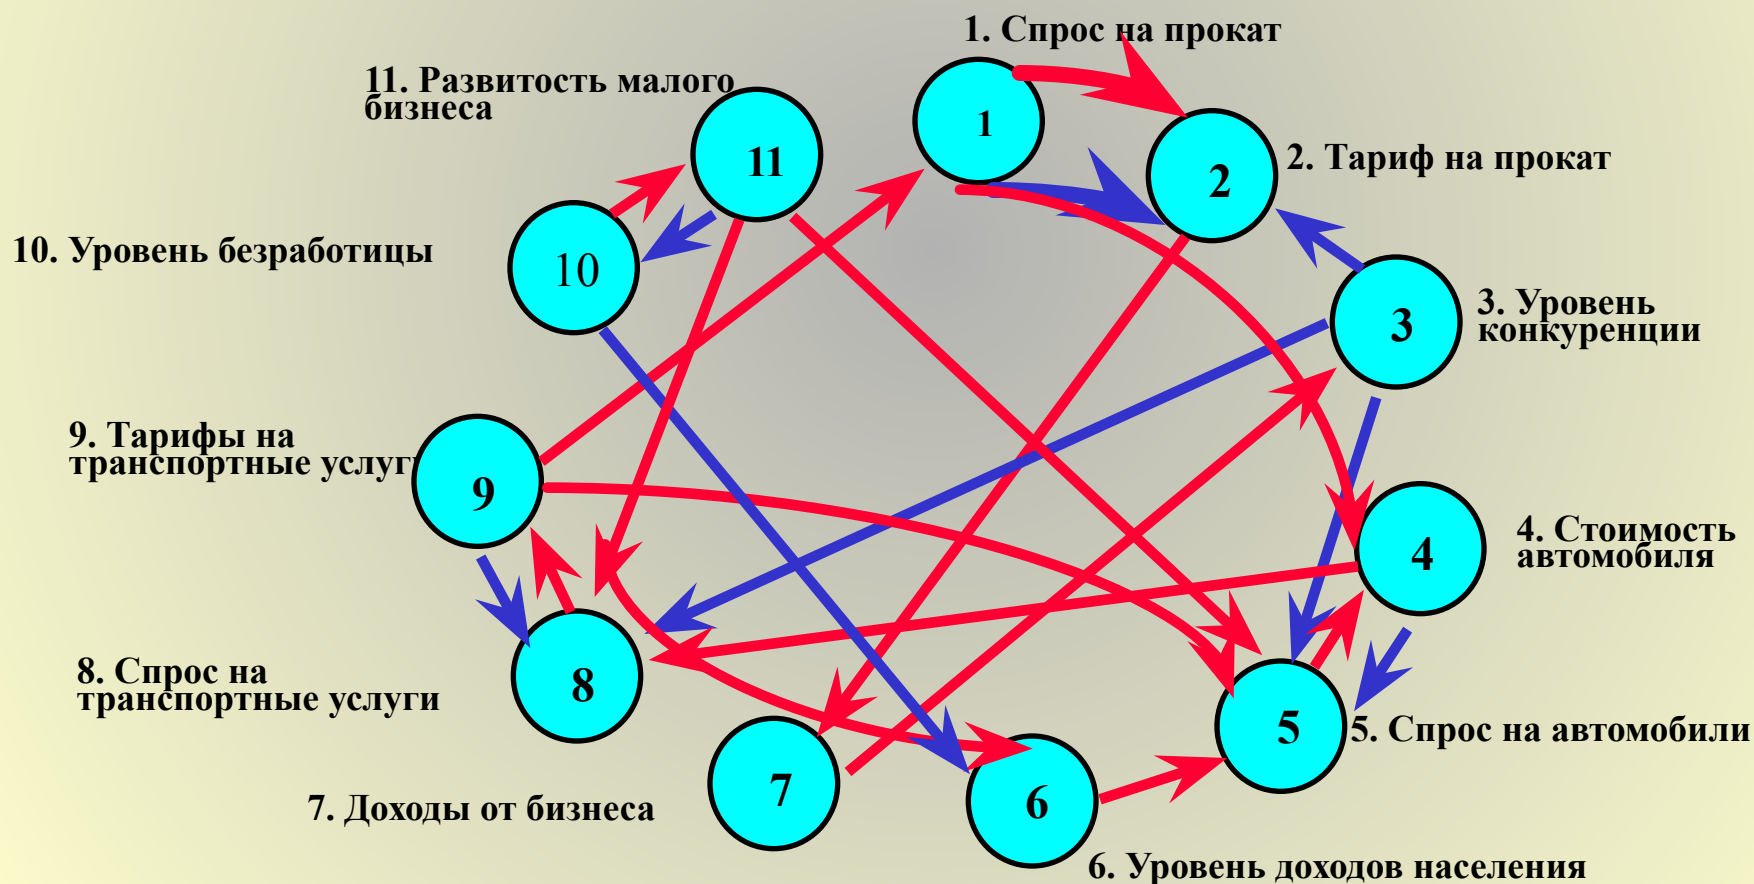 1. Спрос на прокат
11. Развитость малого
бизнеса
1
11
2
2. Тариф на прокат
10. Уровень безработицы
10
3. Уровень
конкуренции
3
9. Тарифы на
транспортные услуги
9
4. Стоимость
автомобиля
4
8. Спрос на
транспортные услуги
8
5
5. Спрос на автомобили
7
7. Доходы от бизнеса
6
6. Уровень доходов населения